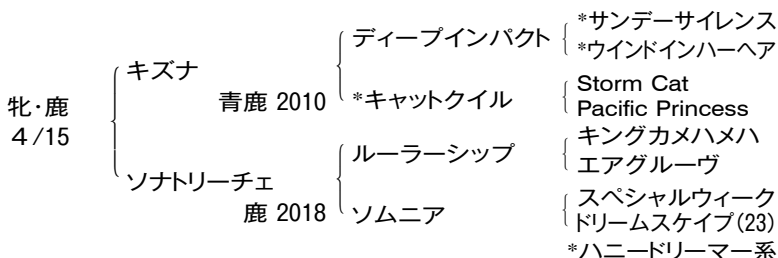 牝・鹿
4/15
キズナ
青鹿 2010
ソナトリーチェ
鹿 2018
ディープインパクト
*キャットクイル
ルーラーシップ
ソムニア
*サンデーサイレンス
*ウインドインハーヘア
Storm Cat
Pacific Princess
キングカメハメハ
エアグルーヴ
スペシャルウィーク
ドリームスケイプ(23)
*ハニードリーマー系